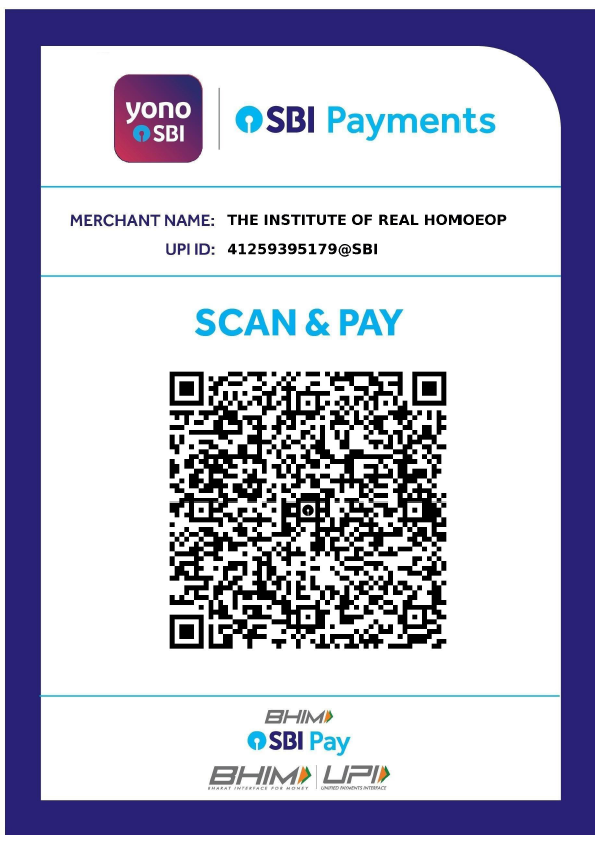 yono
SBI
SBI Payments
MERCHANT NAME: THE INSTITUTE OF REAL HOMOEOP
UPI ID: 41259395179@SBI
SCAN & PAY
BHIM
SBI Pay
BHIM UPI
BHARAT INTERFACE FOR MONEY UNIFIED PAYMENTS INTERFACE